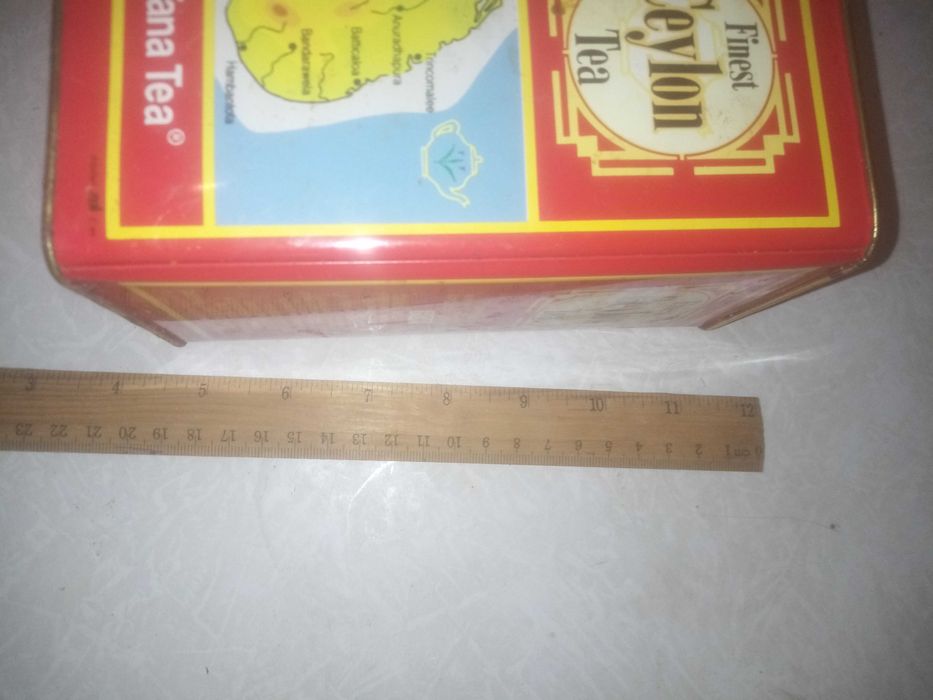 ana Tea®
Trincomalee
Anuradhapura
Batticaloa
Bandarawela
Hambantota
Finest
Ceylon
Tea
3 4 5 6 7 8 9 10 11 12
23 22 21 20 19 18 17 16 15 14 13 12 11 10 9 8 7 6 5 4 3 2 1 cm 0